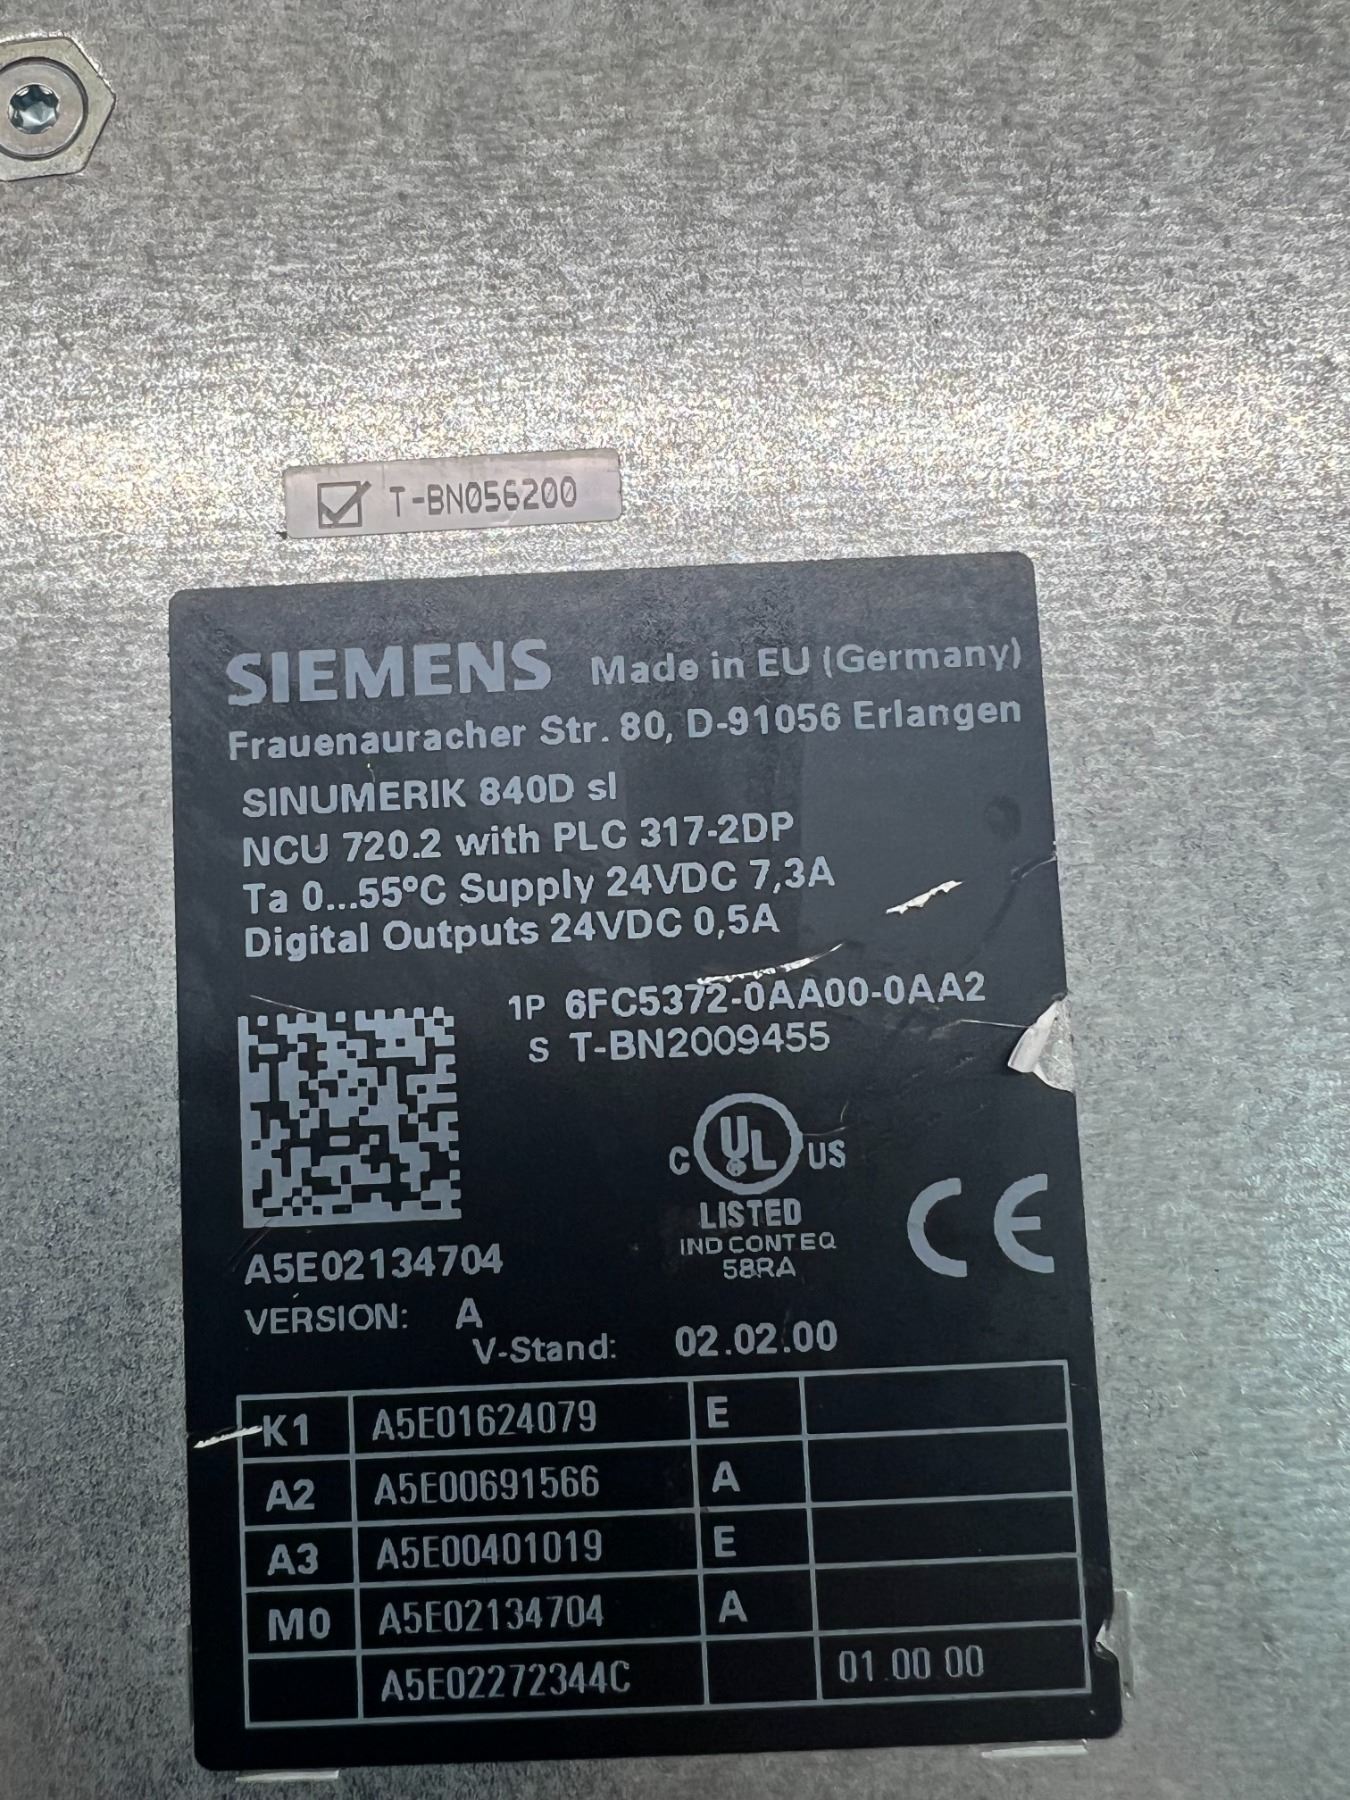 T-BN056200
SIEMENS Made in EU (Germany)
Frauenauracher Str. 80, D-91056 Erlangen
SINUMERIK 840D sl
NCU 720.2 with PLC 317-2DP
Ta 0...55°C Supply 24VDC 7,3A
Digital Outputs 24VDC 0,5A
1P 6FC5372-0AA00-0AA2
S T-BN2009455
C UL US
LISTED
IND CONT EQ
58RA
CE
A5E02134704
VERSION: A
V-Stand: 02.02.00
K1 A5E01624079 E
A2 A5E00691566 A
A3 A5E00401019 E
M0 A5E02134704 A
A5E02272344C 01.00 00